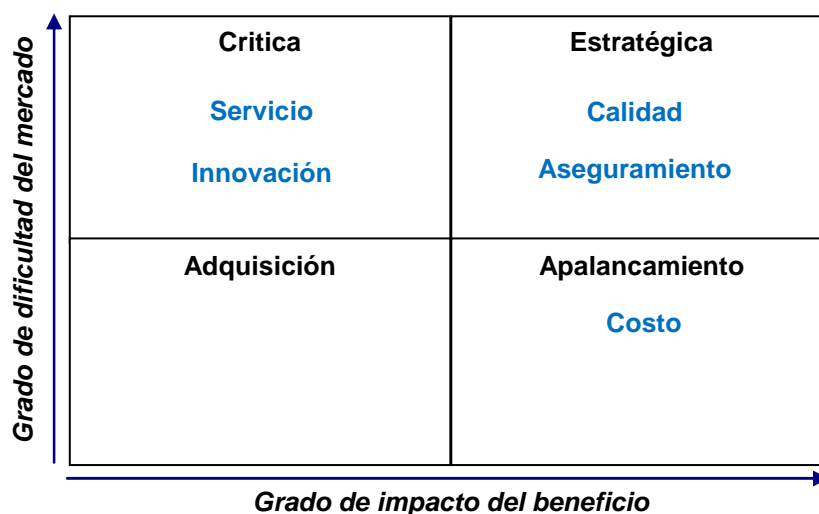 Grado de dificultad del mercado
Critica
Servicio
Innovación
Estratégica
Calidad
Aseguramiento
Adquisición
Apalancamiento
Costo
Grado de impacto del beneficio